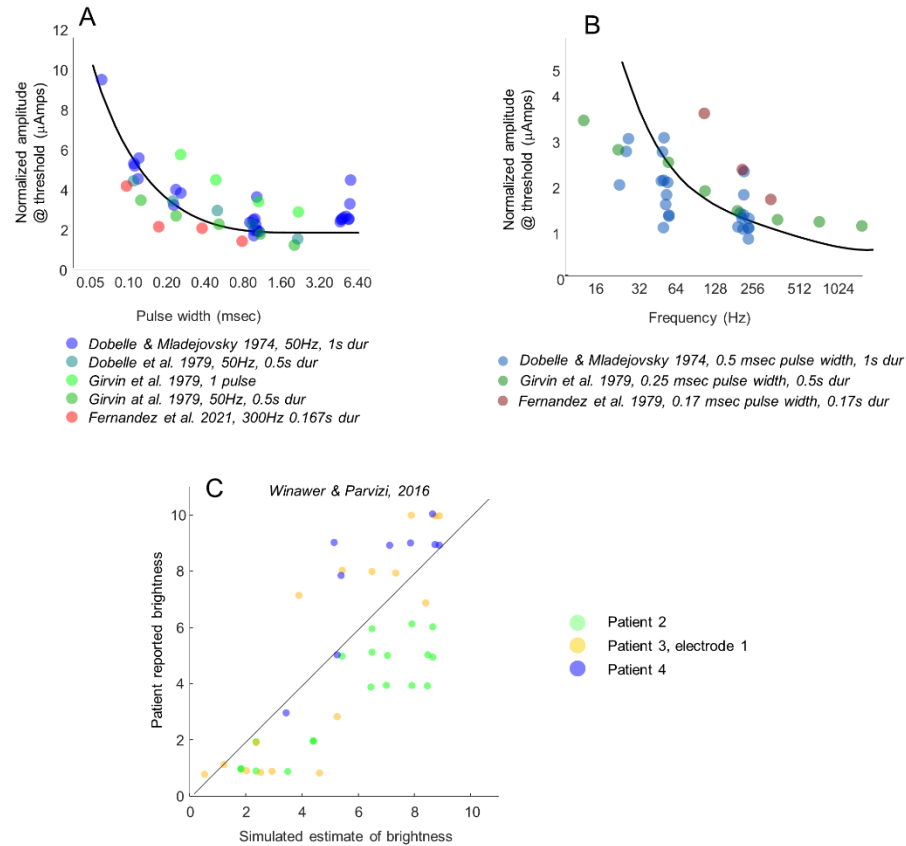 A
12
10
8
6
4
2
0
Normalized amplitude
@ threshold (μAmps)
0.05 0.10 0.20 0.40 0.80 1.60 3.20 6.40
Pulse width (msec)
Dobelle & Mladejovsky 1974, 50Hz, 1s dur
Dobelle et al. 1979, 50Hz, 0.5s dur
Girvin et al. 1979, 1 pulse
Girvin at al. 1979, 50Hz, 0.5s dur
Fernandez et al. 2021, 300Hz 0.167s dur
B
5
4
3
2
1
0
Normalized amplitude
@ threshold (μAmps)
16 32 64 128 256 512 1024
Frequency (Hz)
Dobelle & Mladejovsky 1974, 0.5 msec pulse width, 1s dur
Girvin et al. 1979, 0.25 msec pulse width, 0.5s dur
Fernandez et al. 1979, 0.17 msec pulse width, 0.17s dur
C
Winawer & Parvizi, 2016
10
8
6
4
2
0
Patient reported brightness
0 2 4 6 8 10
Simulated estimate of brightness
Patient 2
Patient 3, electrode 1
Patient 4